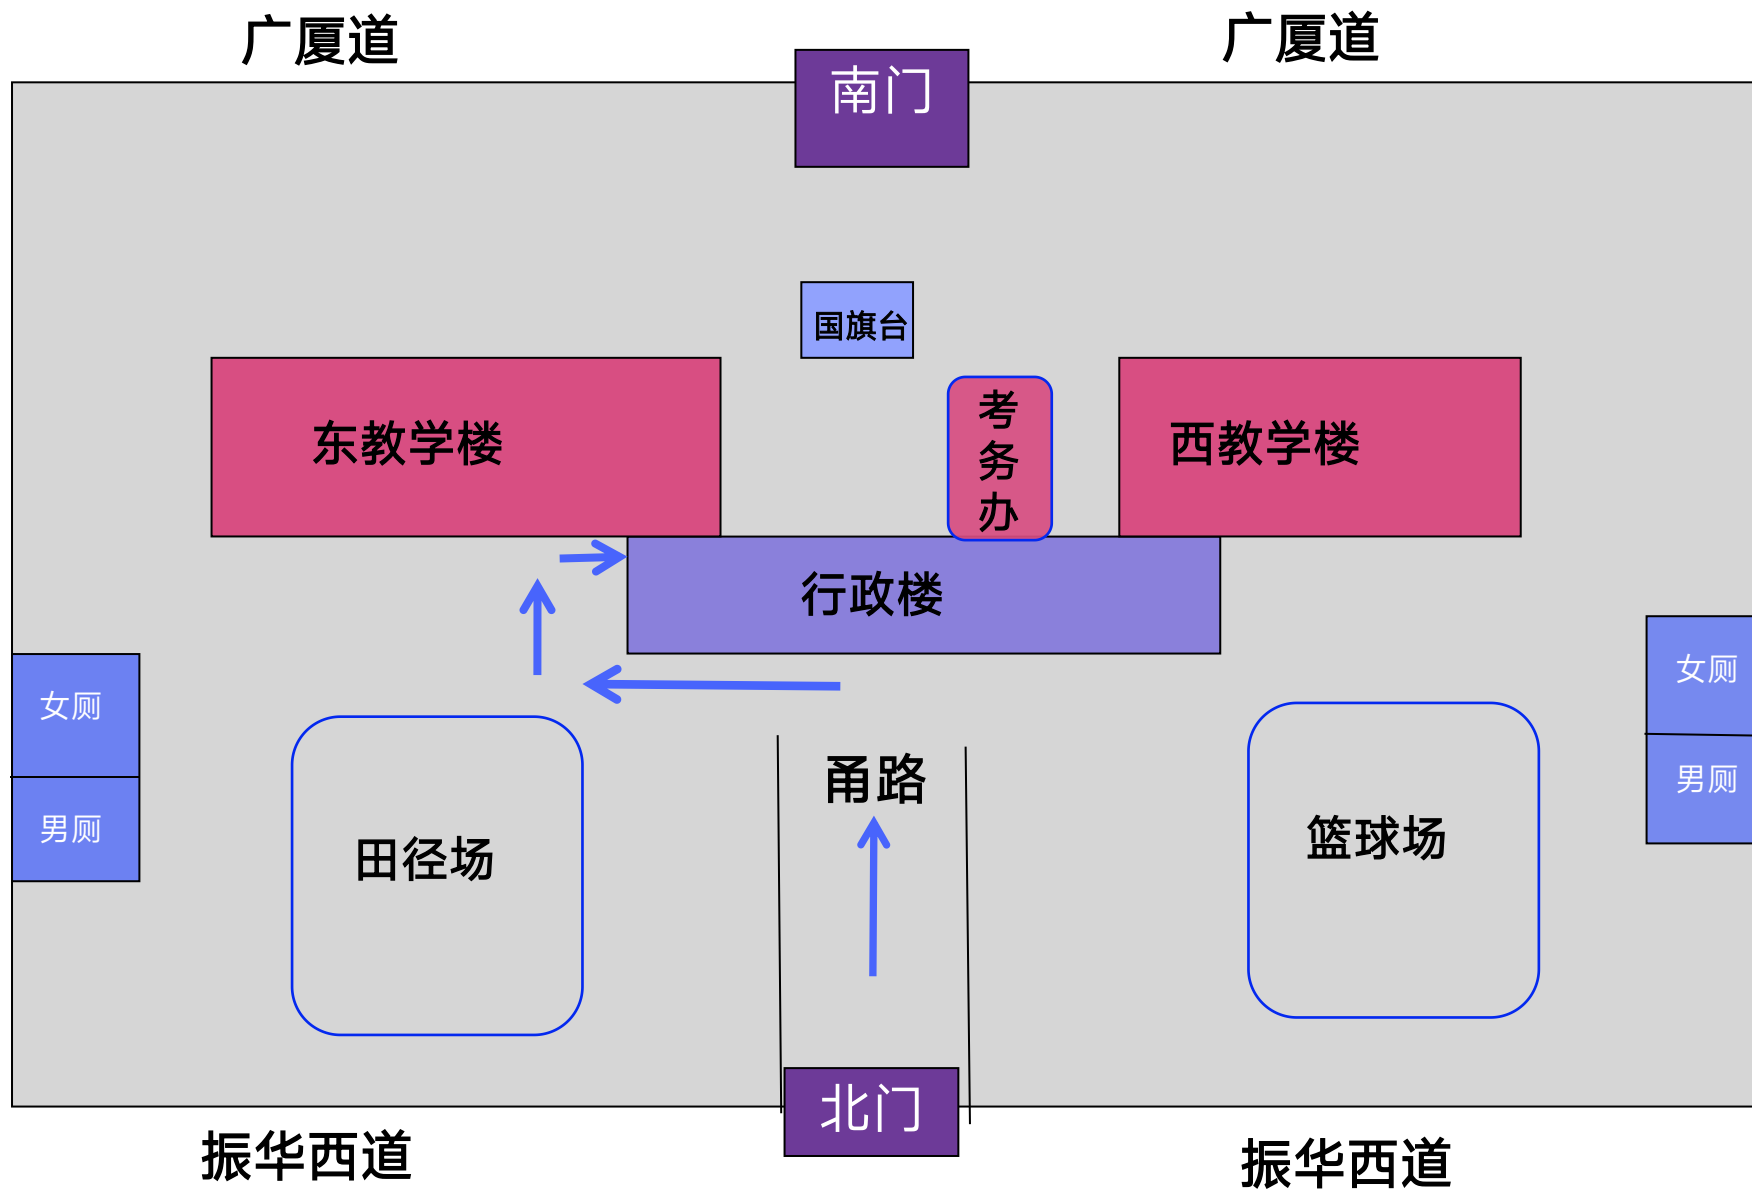 广厦道
广厦道
南门
国旗台
东教学楼
考
务
办
西教学楼
行政楼
女厕
男厕
女厕
男厕
甬路
田径场
篮球场
北门
振华西道
振华西道